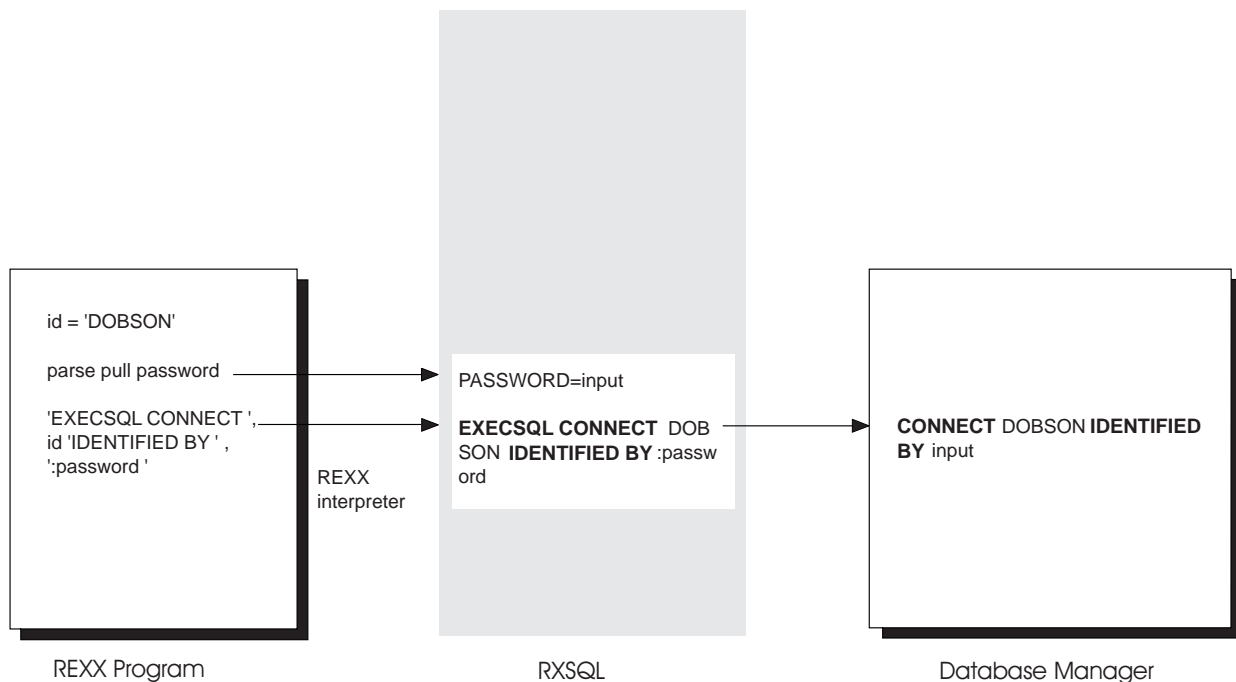 id = 'DOBSON'
parse pull password
'EXECSQL CONNECT ',
id 'IDENTIFIED BY ' ,
':password '
REXX
interpreter
PASSWORD=input
EXECSQL CONNECT DOB
SON IDENTIFIED BY :passw
ord
CONNECT DOBSON IDENTIFIED
BY input
REXX Program
RXSQL
Database Manager